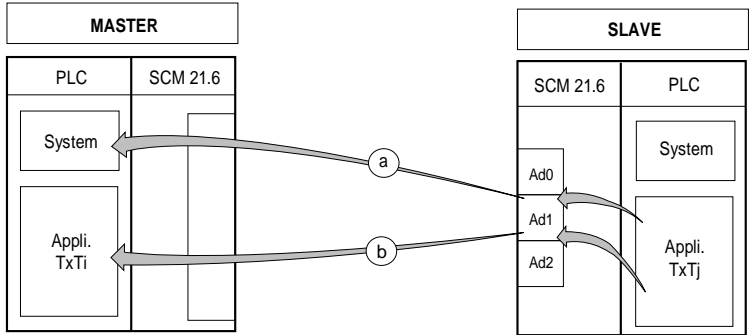 MASTER
SLAVE
PLC
SCM 21.6
SCM 21.6
PLC
System
System
a
Ad0
Ad1
Appli.
TxTi
Appli.
TxTj
b
Ad2